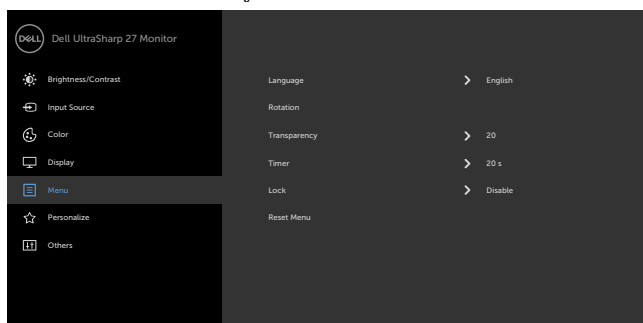 DELL Dell UltraSharp 27 Monitor
Brightness/Contrast
Input Source
Color
Display
Menu
Personalize
Others
Language > English
Rotation
Transparency > 20
Timer > 20 s
Lock > Disable
Reset Menu